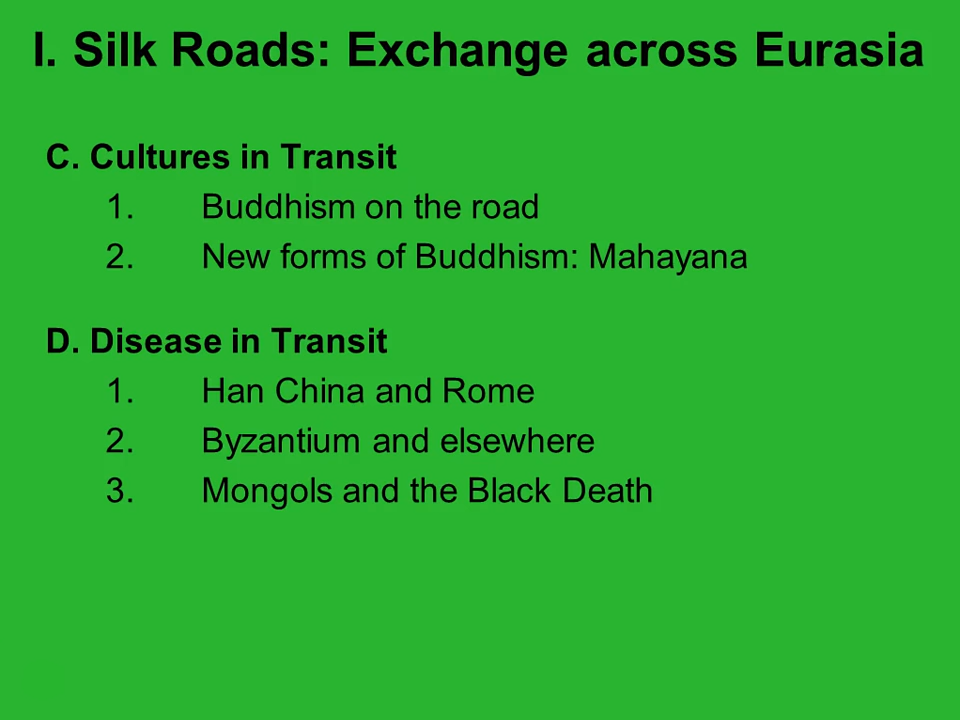 I. Silk Roads: Exchange across Eurasia
C. Cultures in Transit
1. Buddhism on the road
2. New forms of Buddhism: Mahayana
D. Disease in Transit
1. Han China and Rome
2. Byzantium and elsewhere
3. Mongols and the Black Death